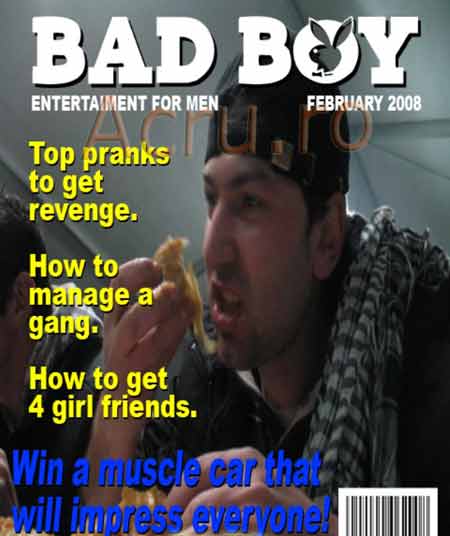 BAD BOY
ENTERTAIMENT FOR MEN FEBRUARY 2008
Acru.ro
Top pranks
to get
revenge.
How to
manage a
gang.
How to get
4 girl friends.
Win a muscle car that
will impress everyone!